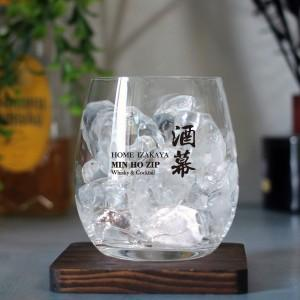 酒幕
HOME IZAKAYA
MIN HO ZIP
Whisky & Cocktail